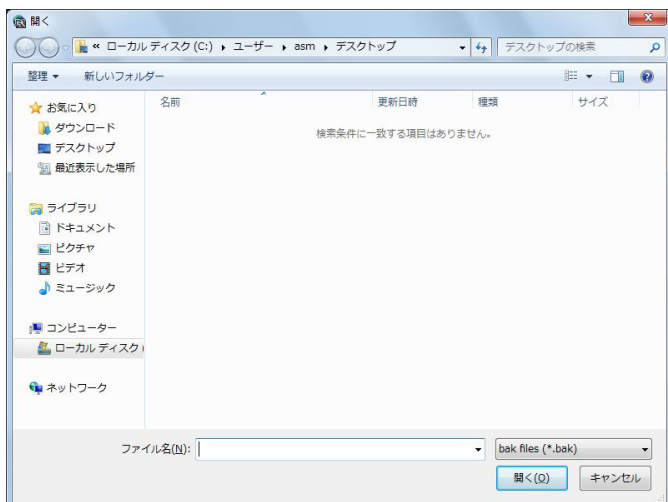 開く
« ローカル ディスク (C:) ▸ ユーザー ▸ asm ▸ デスクトップ
デスクトップの検索
整理 ▼ 新しいフォルダー
名前 更新日時 種類 サイズ
検索条件に一致する項目はありません。
お気に入り
ダウンロード
デスクトップ
最近表示した場所
ライブラリ
ドキュメント
ピクチャ
ビデオ
ミュージック
コンピューター
ローカル ディスク (
ネットワーク
ファイル名(N):
bak files (*.bak)
開く(O) キャンセル